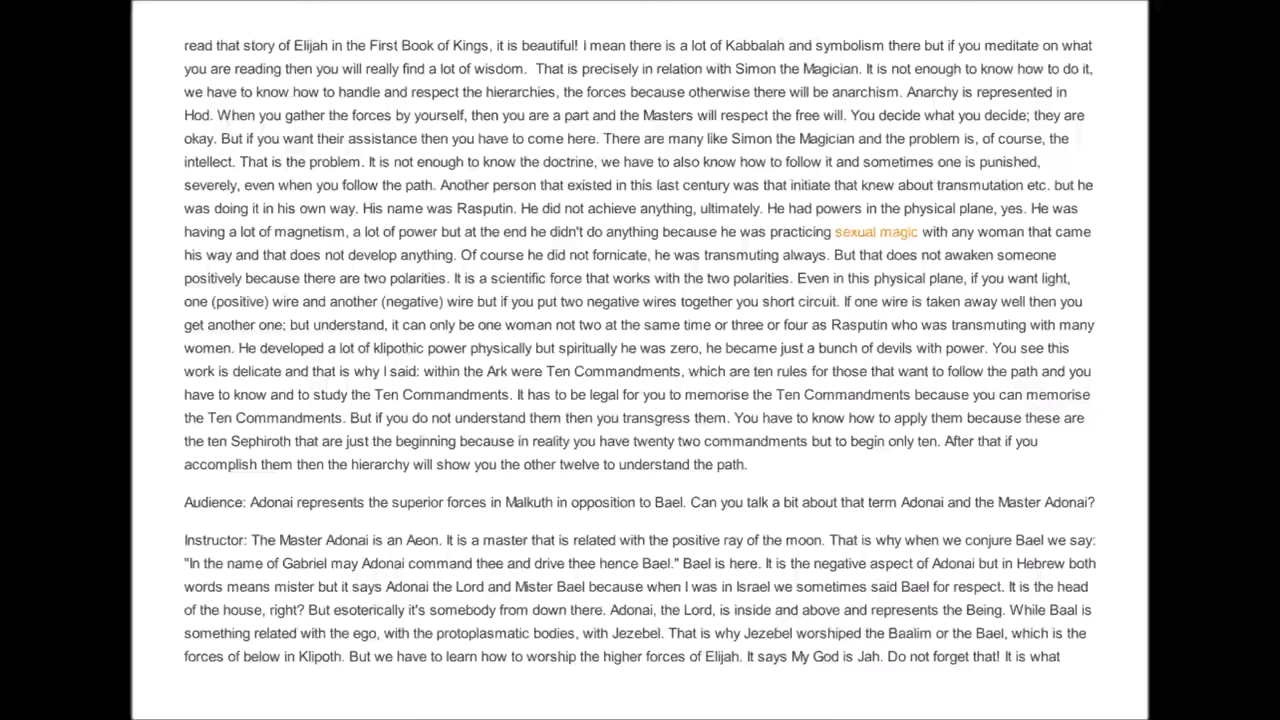 read that story of Elijah in the First Book of Kings, it is beautiful! I mean there is a lot of Kabbalah and symbolism there but if you meditate on what
you are reading then you will really find a lot of wisdom.  That is precisely in relation with Simon the Magician. It is not enough to know how to do it,
we have to know how to handle and respect the hierarchies, the forces because otherwise there will be anarchism. Anarchy is represented in
Hod. When you gather the forces by yourself, then you are a part and the Masters will respect the free will. You decide what you decide; they are
okay. But if you want their assistance then you have to come here. There are many like Simon the Magician and the problem is, of course, the
intellect. That is the problem. It is not enough to know the doctrine, we have to also know how to follow it and sometimes one is punished,
severely, even when you follow the path. Another person that existed in this last century was that initiate that knew about transmutation etc. but he
was doing it in his own way. His name was Rasputin. He did not achieve anything, ultimately. He had powers in the physical plane, yes. He was
having a lot of magnetism, a lot of power but at the end he didn't do anything because he was practicing sexual magic with any woman that came
his way and that does not develop anything. Of course he did not fornicate, he was transmuting always. But that does not awaken someone
positively because there are two polarities. It is a scientific force that works with the two polarities. Even in this physical plane, if you want light,
one (positive) wire and another (negative) wire but if you put two negative wires together you short circuit. If one wire is taken away well then you
get another one; but understand, it can only be one woman not two at the same time or three or four as Rasputin who was transmuting with many
women. He developed a lot of klipothic power physically but spiritually he was zero, he became just a bunch of devils with power. You see this
work is delicate and that is why I said: within the Ark were Ten Commandments, which are ten rules for those that want to follow the path and you
have to know and to study the Ten Commandments. It has to be legal for you to memorise the Ten Commandments because you can memorise
the Ten Commandments. But if you do not understand them then you transgress them. You have to know how to apply them because these are
the ten Sephiroth that are just the beginning because in reality you have twenty two commandments but to begin only ten. After that if you
accomplish them then the hierarchy will show you the other twelve to understand the path.
Audience: Adonai represents the superior forces in Malkuth in opposition to Bael. Can you talk a bit about that term Adonai and the Master Adonai?
Instructor: The Master Adonai is an Aeon. It is a master that is related with the positive ray of the moon. That is why when we conjure Bael we say:
"In the name of Gabriel may Adonai command thee and drive thee hence Bael." Bael is here. It is the negative aspect of Adonai but in Hebrew both
words means mister but it says Adonai the Lord and Mister Bael because when I was in Israel we sometimes said Bael for respect. It is the head
of the house, right? But esoterically it's somebody from down there. Adonai, the Lord, is inside and above and represents the Being. While Baal is
something related with the ego, with the protoplasmatic bodies, with Jezebel. That is why Jezebel worshiped the Baalim or the Bael, which is the
forces of below in Klipoth. But we have to learn how to worship the higher forces of Elijah. It says My God is Jah. Do not forget that! It is what